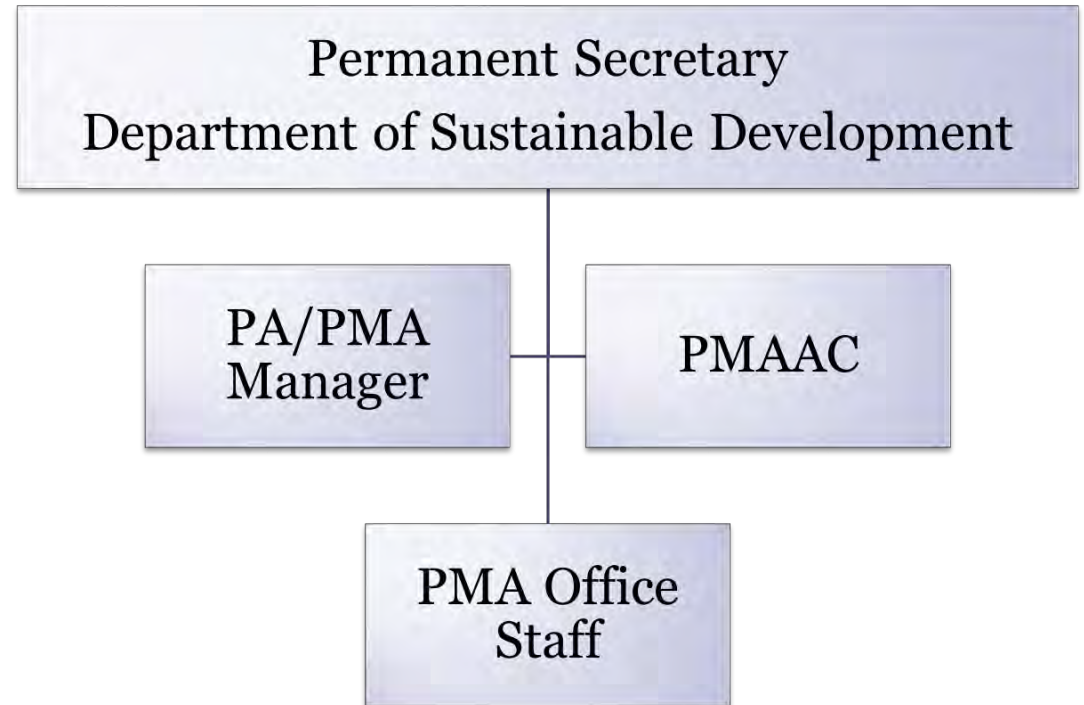 Permanent Secretary
Department of Sustainable Development
PA/PMA
Manager
PMAAC
PMA Office
Staff